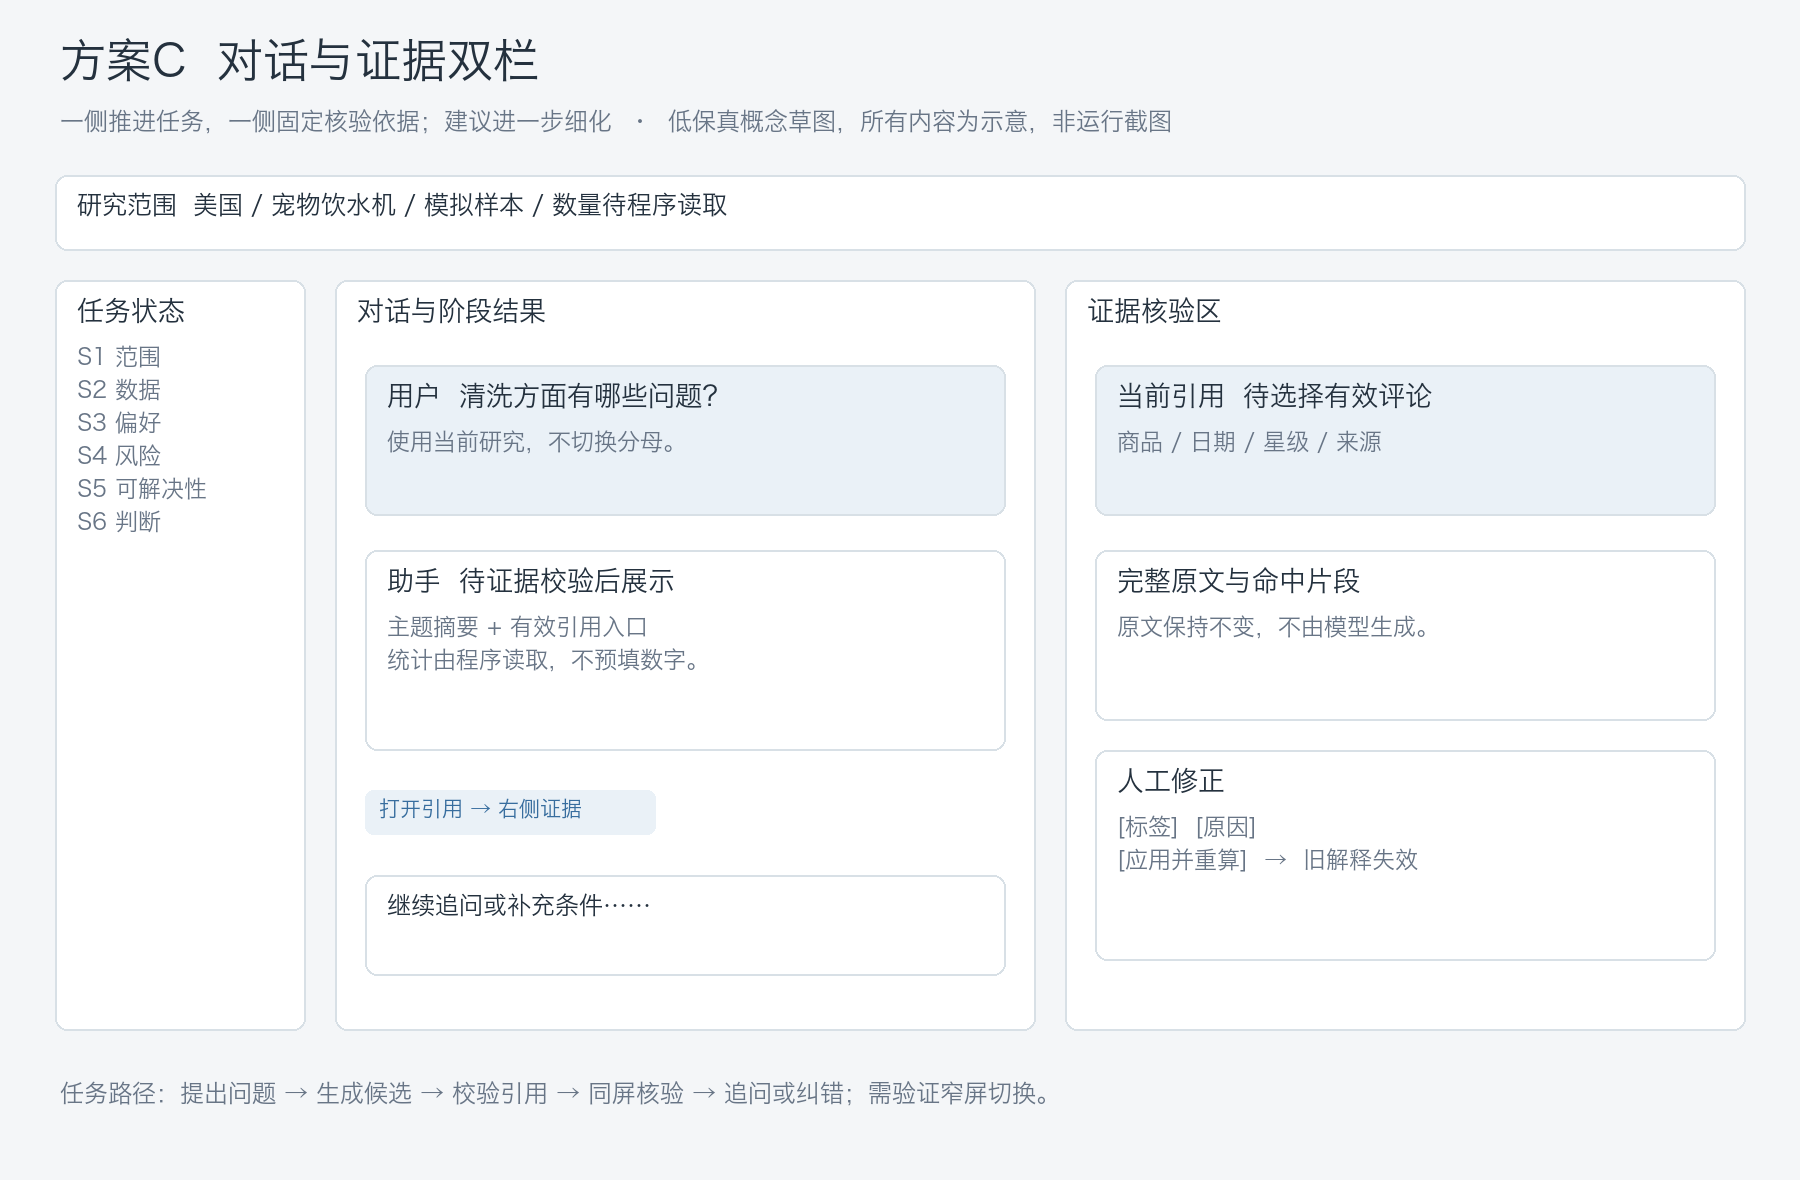 方案C 对话与证据双栏
一侧推进任务，一侧固定核验依据；建议进一步细化 · 低保真概念草图，所有内容为示意，非运行截图
研究范围 美国 / 宠物饮水机 / 模拟样本 / 数量待程序读取
任务状态
S1 范围
S2 数据
S3 偏好
S4 风险
S5 可解决性
S6 判断
对话与阶段结果
用户 清洗方面有哪些问题？
使用当前研究，不切换分母。
助手 待证据校验后展示
主题摘要 + 有效引用入口
统计由程序读取，不预填数字。
打开引用 → 右侧证据
继续追问或补充条件……
证据核验区
当前引用 待选择有效评论
商品 / 日期 / 星级 / 来源
完整原文与命中片段
原文保持不变，不由模型生成。
人工修正
[标签] [原因]
[应用并重算] → 旧解释失效
任务路径：提出问题 → 生成候选 → 校验引用 → 同屏核验 → 追问或纠错；需验证窄屏切换。